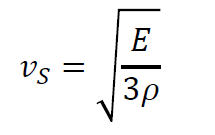 v_S = √(E/3ρ)